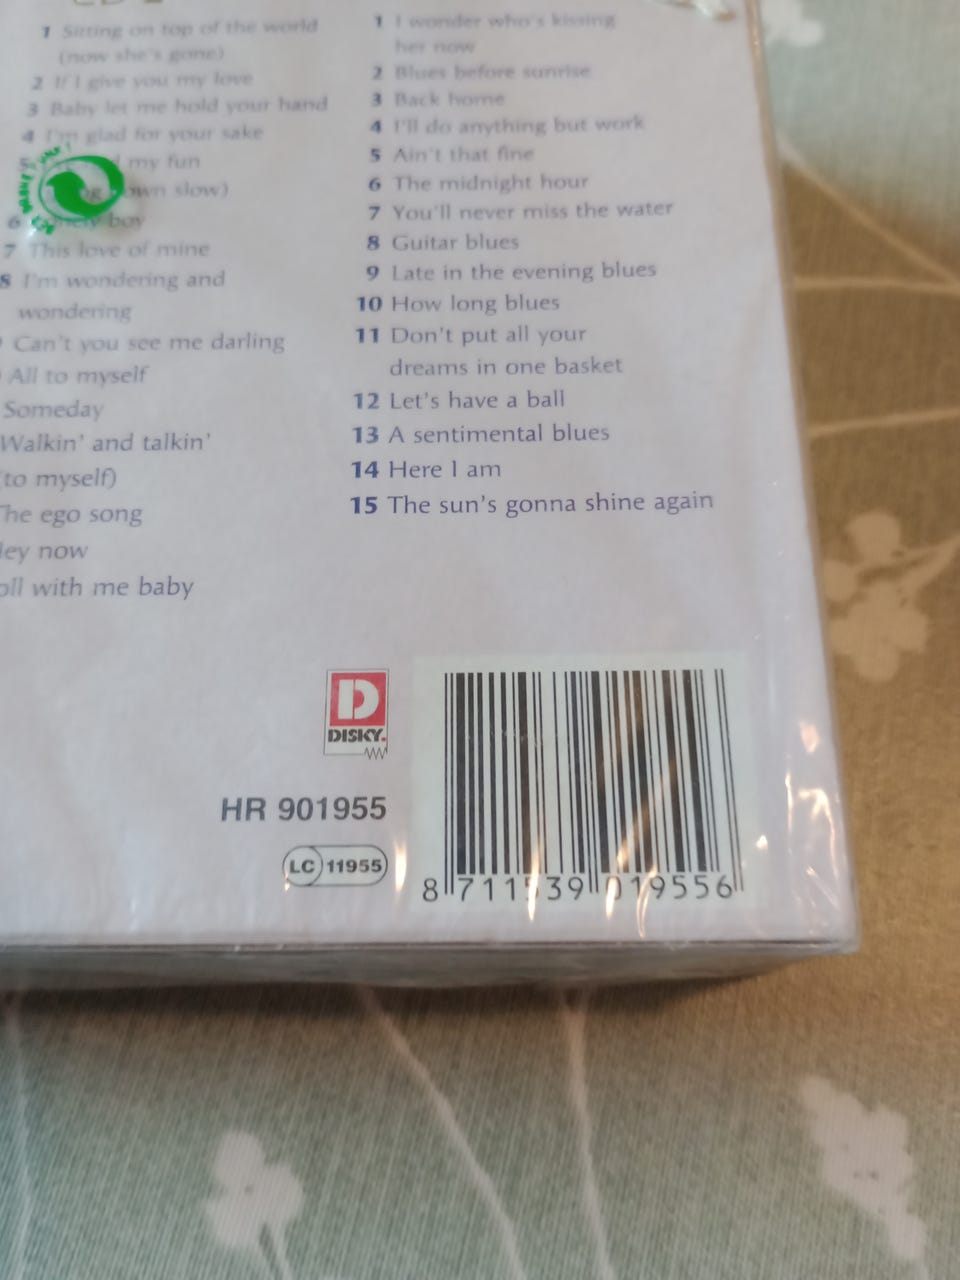 1 Sitting on top of the world
(now she's gone)
2 If I give you my love
3 Baby let me hold your hand
4 I'm glad for your sake
my fun
down slow)
6 Lonely boy
7 This love of mine
8 I'm wondering and
wondering
Can't you see me darling
All to myself
Someday
Walkin' and talkin'
(to myself)
The ego song
Hey now
with me baby
1 I wonder who's kissing
her now
2 Blues before sunrise
3 Back home
4 I'll do anything but work
5 Ain't that fine
6 The midnight hour
7 You'll never miss the water
8 Guitar blues
9 Late in the evening blues
10 How long blues
11 Don't put all your
dreams in one basket
12 Let's have a ball
13 A sentimental blues
14 Here I am
15 The sun's gonna shine again
D
DISKY.
HR 901955
LC 11955
8 711539 019556